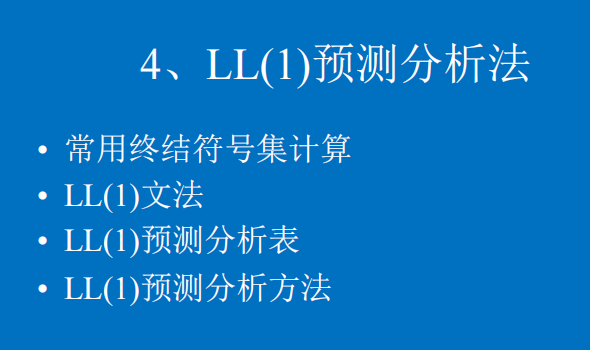 4、LL(1)预测分析法
• 常用终结符号集计算
• LL(1)文法
• LL(1)预测分析表
• LL(1)预测分析方法